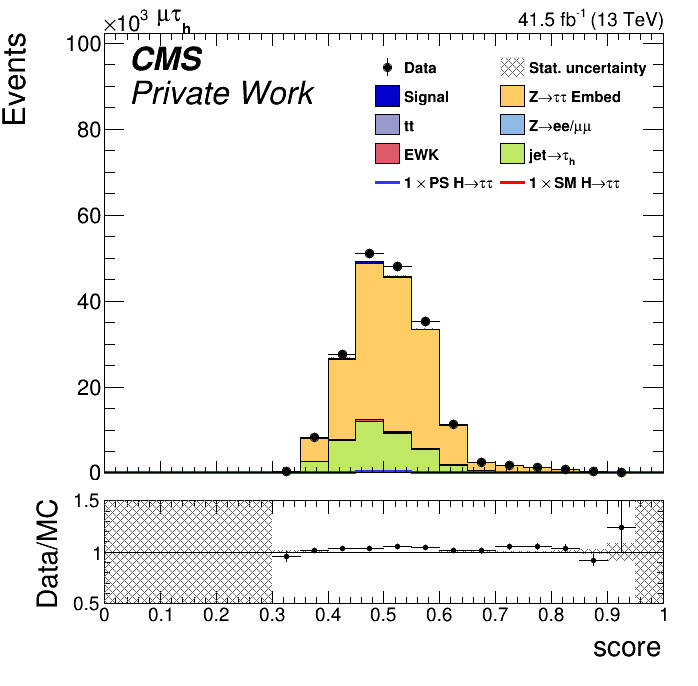 ×10³ μτₕ 41.5 fb⁻¹ (13 TeV)
Events
CMS
Private Work
Data
Stat. uncertainty
Signal
Z→ττ Embed
tt
Z→ee/μμ
EWK
jet→τₕ
1 × PS H→ττ
1 × SM H→ττ
100
80
60
40
20
0
Data/MC
1.5
1
0.5
0 0.1 0.2 0.3 0.4 0.5 0.6 0.7 0.8 0.9 1
score